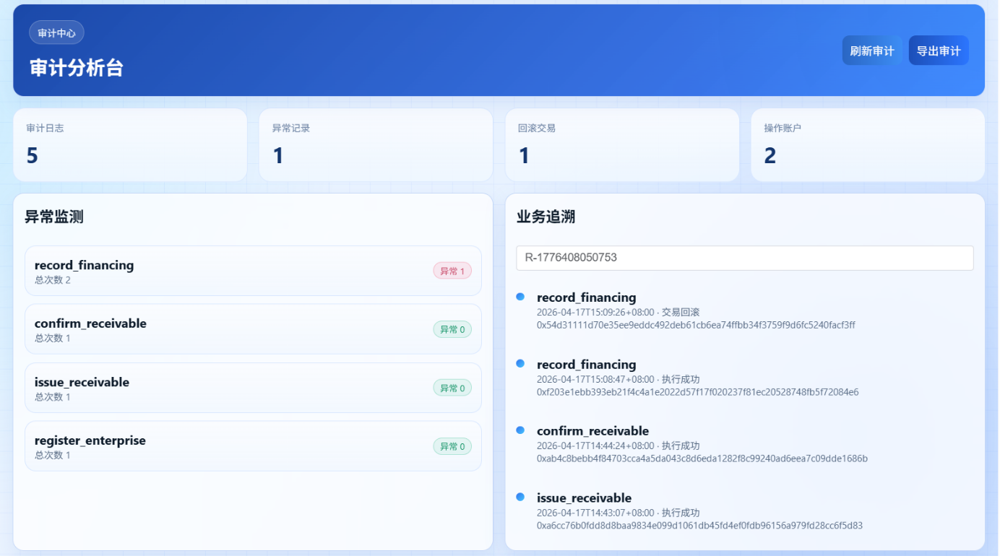 审计中心
审计分析台
刷新审计
导出审计
审计日志
5
异常记录
1
回滚交易
1
操作账户
2
异常监测
record_financing
总次数 2
异常 1
confirm_receivable
总次数 1
异常 0
issue_receivable
总次数 1
异常 0
register_enterprise
总次数 1
异常 0
业务追溯
R-1776408050753
record_financing
2026-04-17T15:09:26+08:00 · 交易回滚
0x54d31111d70e35ee9eddc492deb61cb6ea74ffbb34f3759f9d6fc5240facf3ff
record_financing
2026-04-17T15:08:47+08:00 · 执行成功
0xf203e1ebb393eb21f4c4a1e2022d57f17f020237f81ec20528748fb5f72084e6
confirm_receivable
2026-04-17T14:44:24+08:00 · 执行成功
0xab4c8bebb4f84703cca4a5da043c8d6eda1282f8c99240ad6eea7c09dde1686b
issue_receivable
2026-04-17T14:43:07+08:00 · 执行成功
0xa6cc76b0fdd8d8baa9834e099d1061db45fd4ef0fdb96156a979fd28cc6f5d83